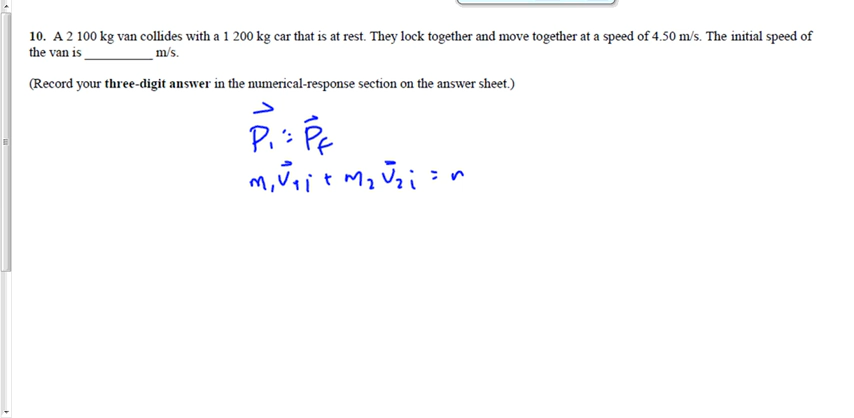 10. A 2 100 kg van collides with a 1 200 kg car that is at rest. They lock together and move together at a speed of 4.50 m/s. The initial speed of
the van is __________ m/s.
(Record your three-digit answer in the numerical-response section on the answer sheet.)
P⃗ᵢ = P⃗f
m₁v⃗₁i + m₂v⃗₂i = n